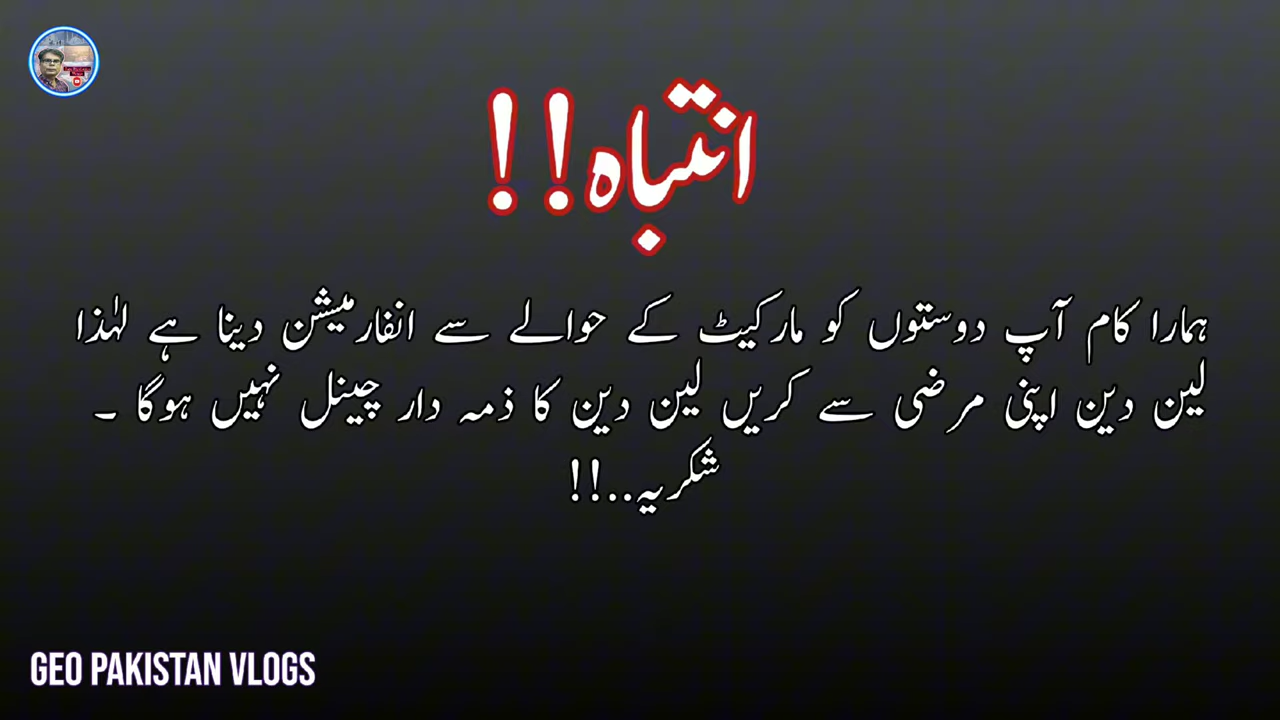 انتباہ!!
ہمارا کام آپ دوستوں کو مارکیٹ کے حوالے سے انفارمیشن دینا ہے لہٰذا
لین دین اپنی مرضی سے کریں لین دین کا ذمہ دار چینل نہیں ہوگا ۔
شکریہ..!!
GEO PAKISTAN VLOGS